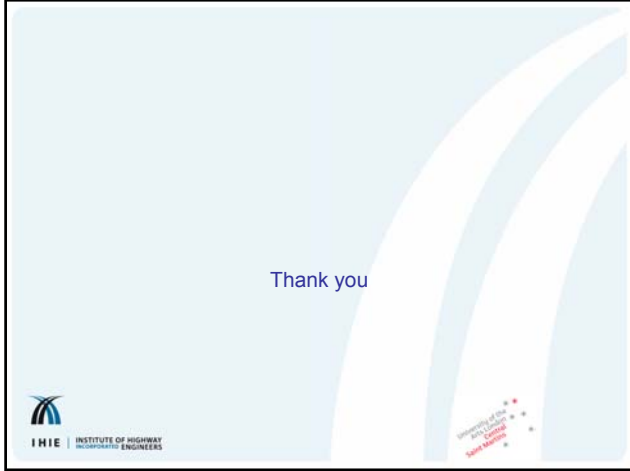 Thank you
IHIE | INSTITUTE OF HIGHWAY
INCORPORATED ENGINEERS
University of the
Arts London
Central
Saint Martins